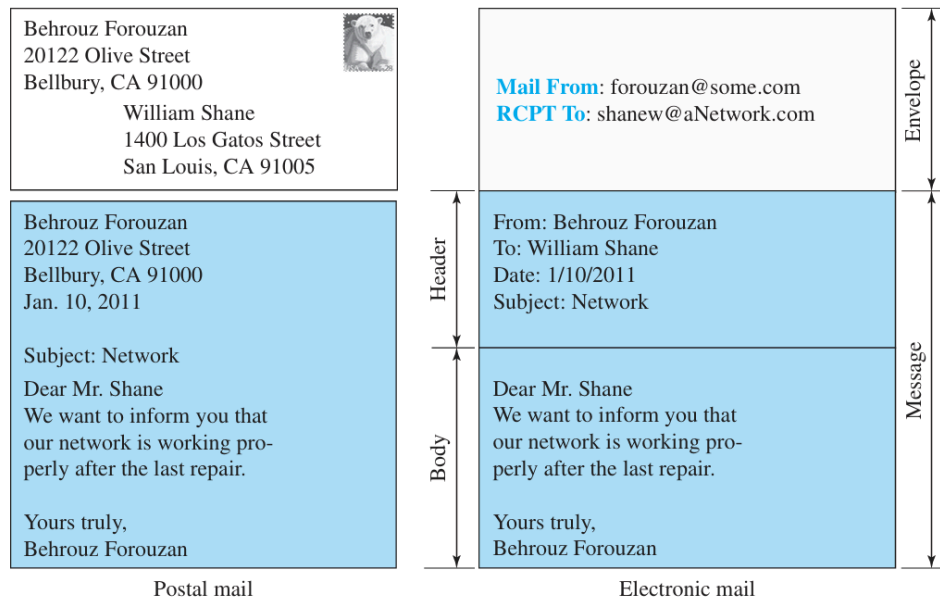 Behrouz Forouzan
20122 Olive Street
Bellbury, CA 91000
William Shane
1400 Los Gatos Street
San Louis, CA 91005
Behrouz Forouzan
20122 Olive Street
Bellbury, CA 91000
Jan. 10, 2011
Subject: Network
Dear Mr. Shane
We want to inform you that
our network is working pro-
perly after the last repair.
Yours truly,
Behrouz Forouzan
Postal mail
Mail From: forouzan@some.com
RCPT To: shanew@aNetwork.com
Envelope
Header
From: Behrouz Forouzan
To: William Shane
Date: 1/10/2011
Subject: Network
Message
Body
Dear Mr. Shane
We want to inform you that
our network is working pro-
perly after the last repair.
Yours truly,
Behrouz Forouzan
Electronic mail